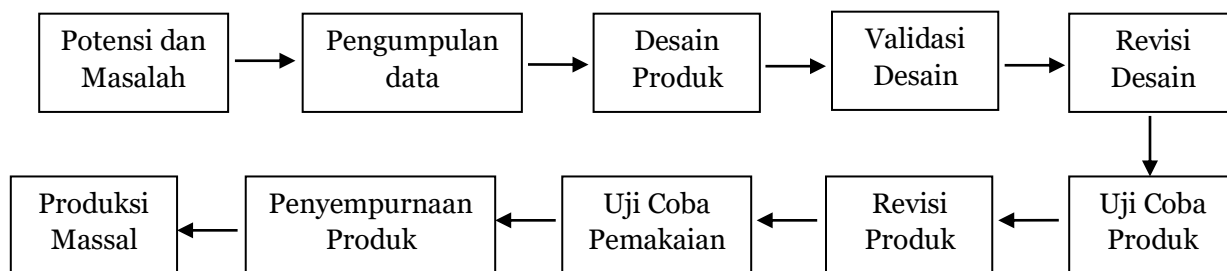 Potensi dan
Masalah
Pengumpulan
data
Desain
Produk
Validasi
Desain
Revisi
Desain
Produksi
Massal
Penyempurnaan
Produk
Uji Coba
Pemakaian
Revisi
Produk
Uji Coba
Produk